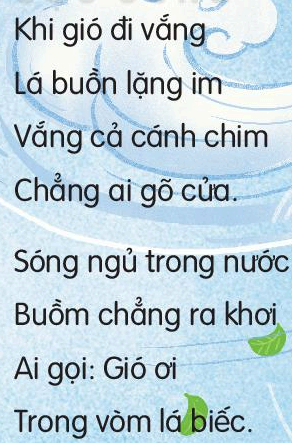 Khi gió đi vắng
Lá buồn lặng im
Vắng cả cánh chim
Chẳng ai gõ cửa.
Sóng ngủ trong nước
Buồm chẳng ra khơi
Ai gọi: Gió ơi
Trong vòm lá biếc.